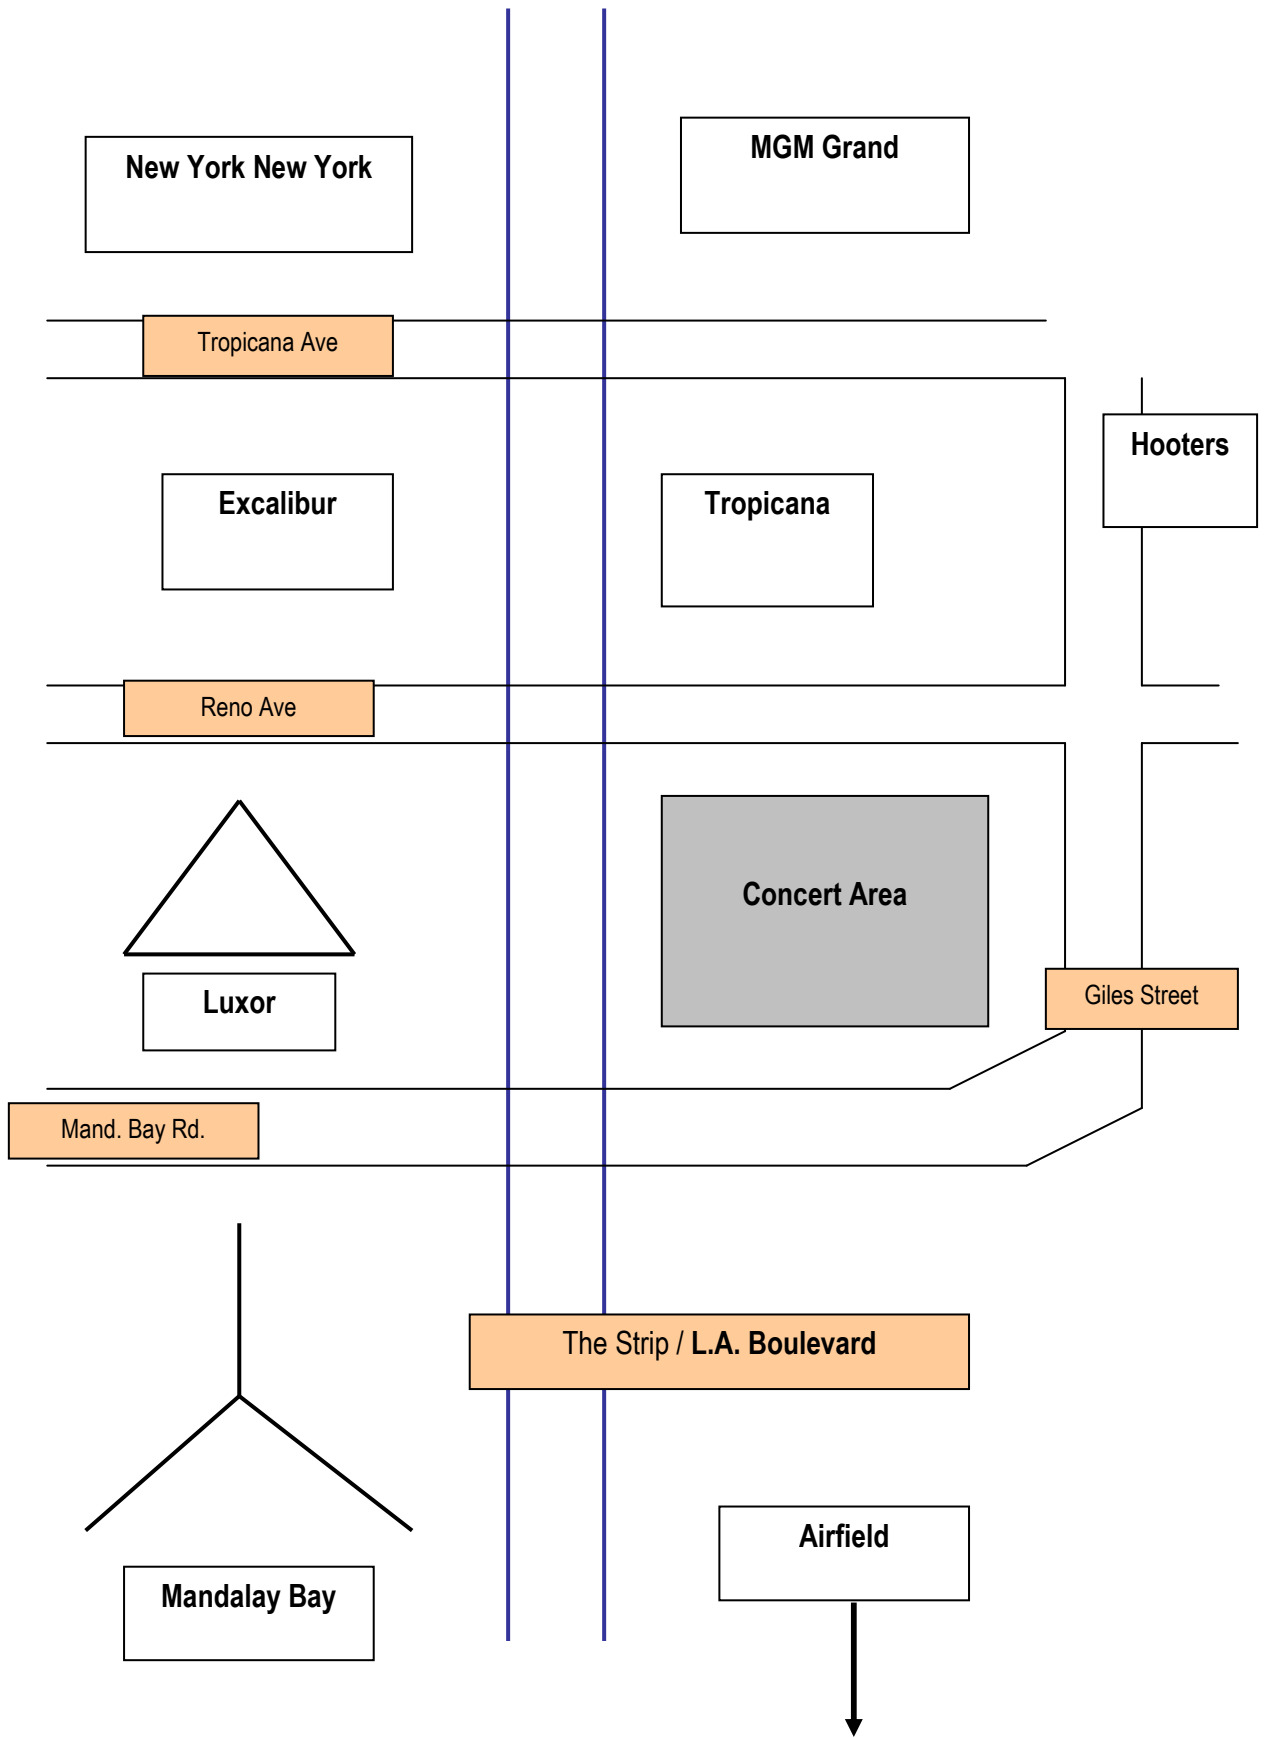 New York New York
MGM Grand
Tropicana Ave
Hooters
Excalibur
Tropicana
Reno Ave
Concert Area
Luxor
Giles Street
Mand. Bay Rd.
The Strip / L.A. Boulevard
Airfield
Mandalay Bay